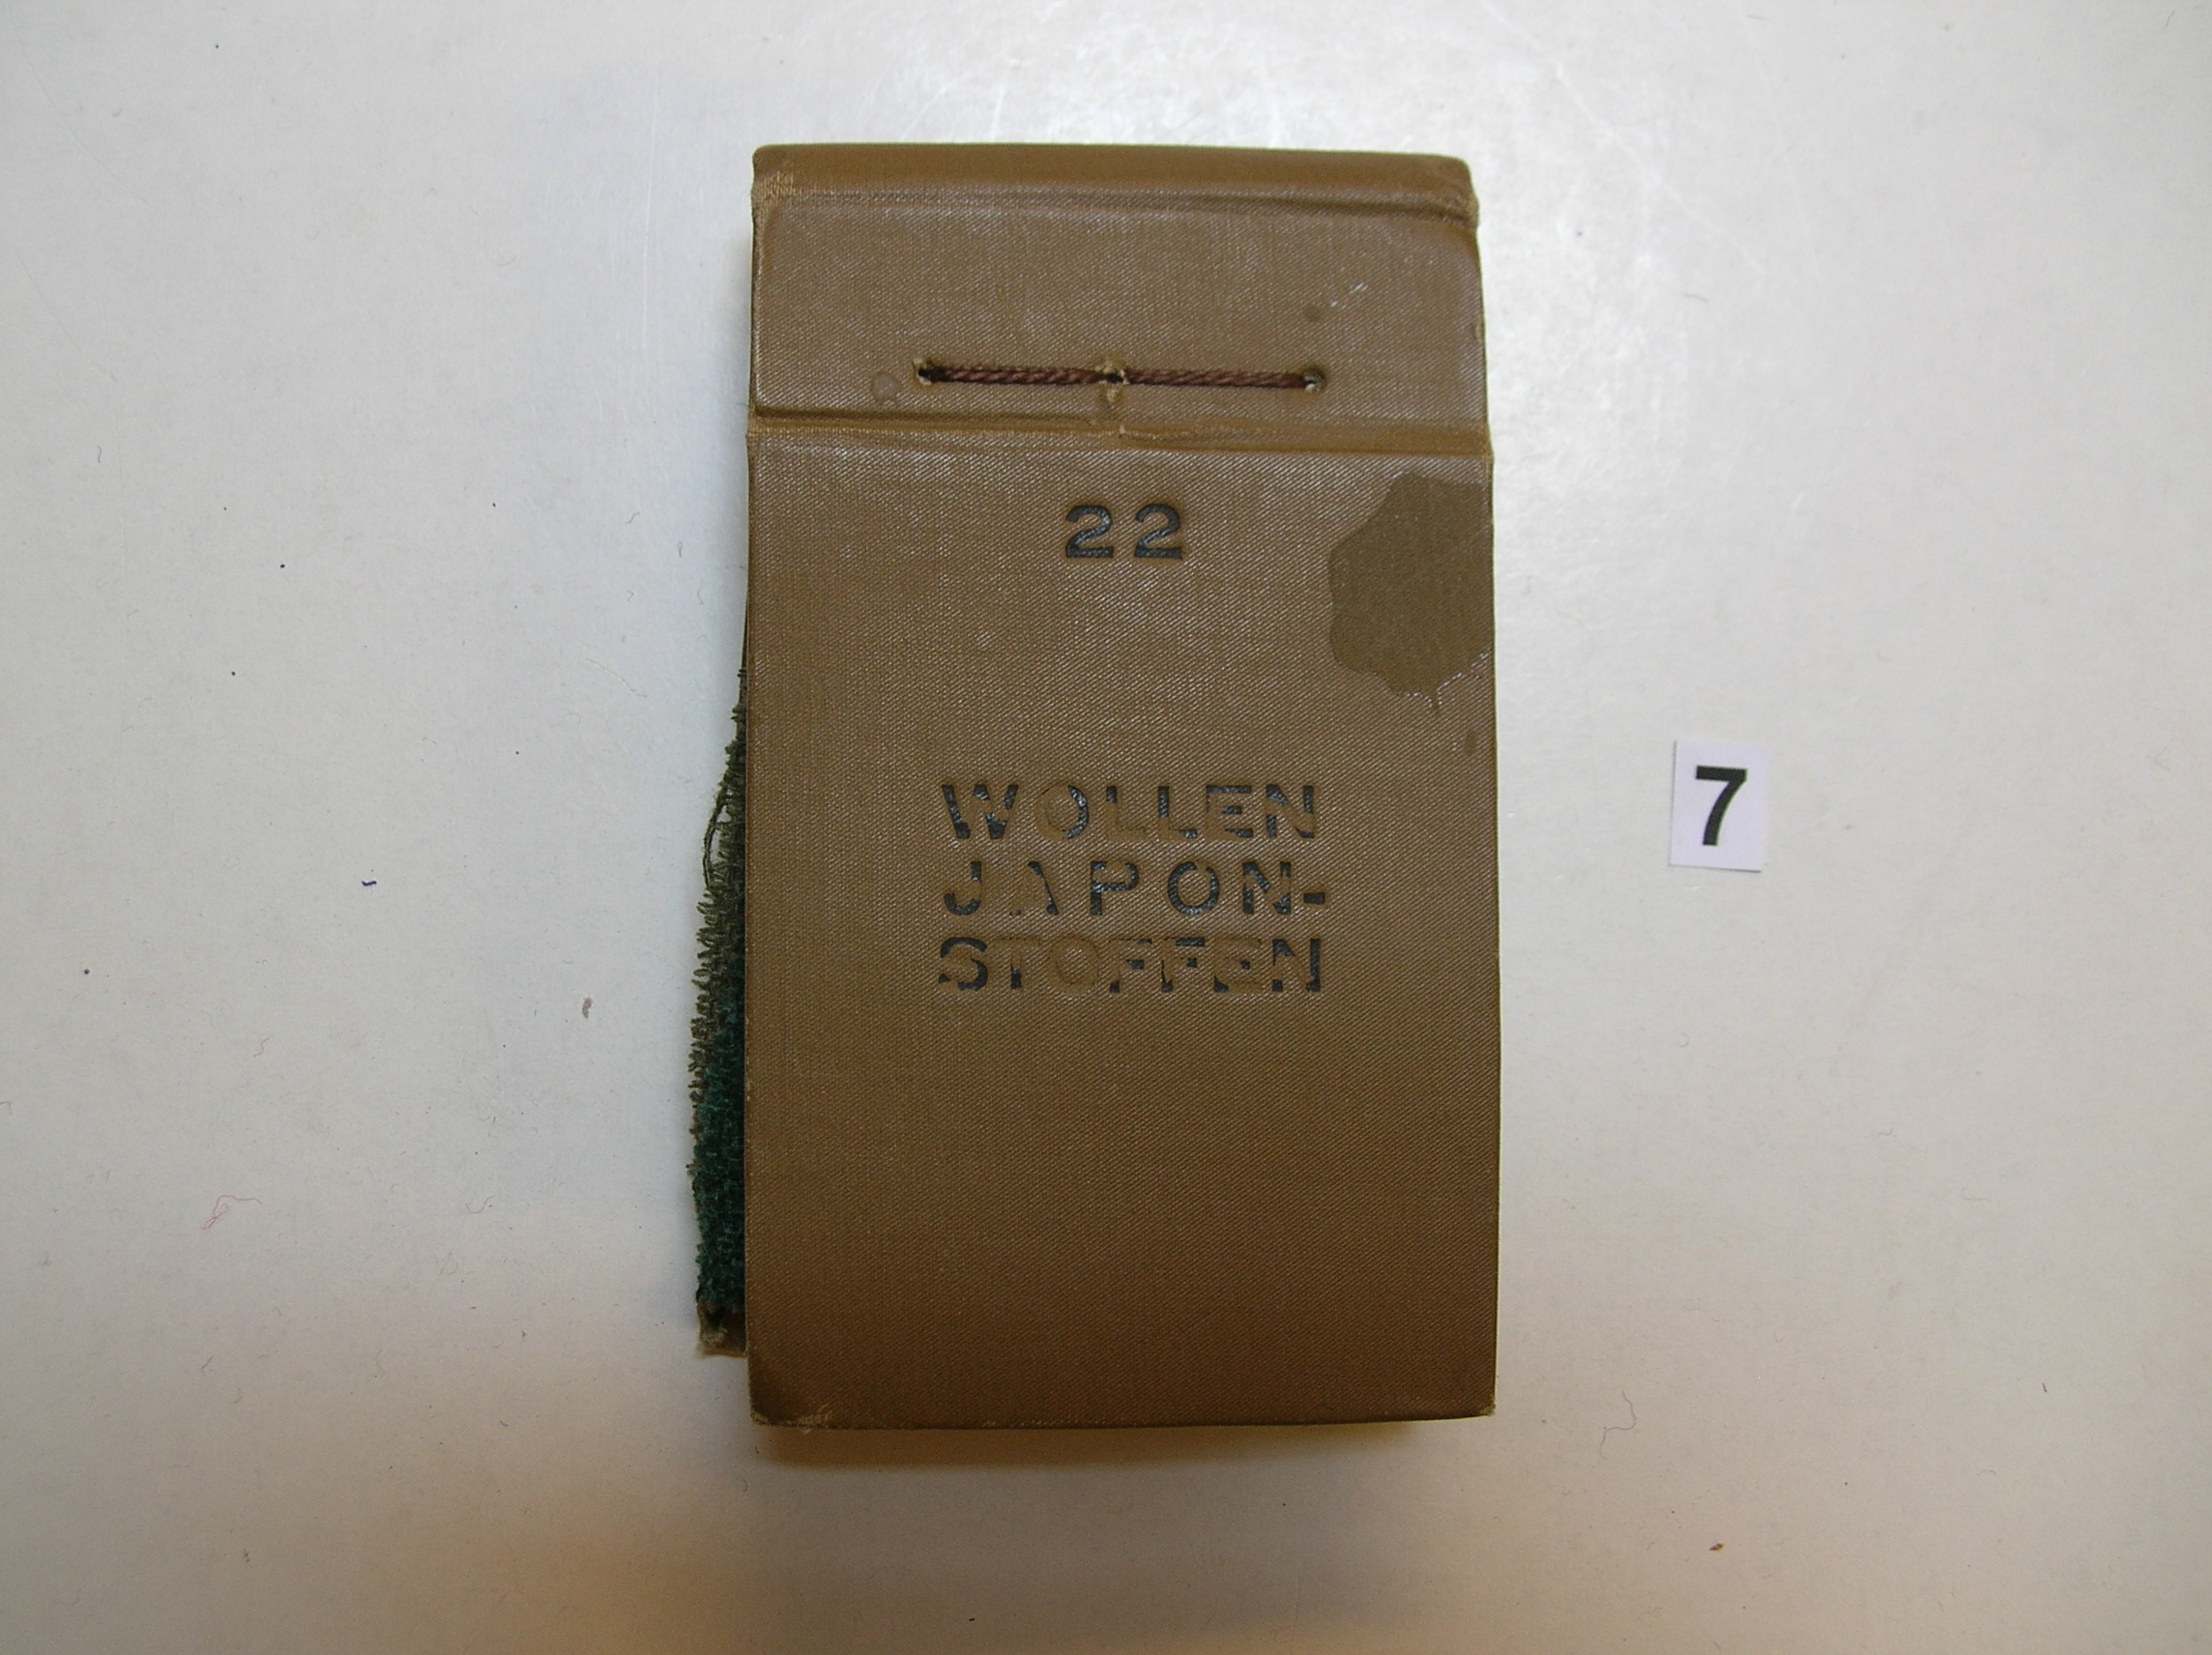 22
WOLLEN
JAPON-
STOFFEN
7